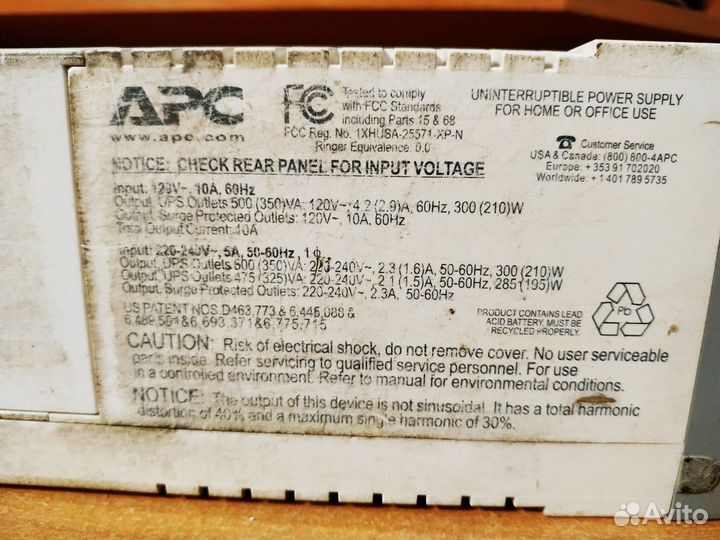 APC
www.apc.com
FCC
Tested to comply
with FCC Standards
including Parts 15 & 68
FCC Reg. No. 1XHUSA-25571-XP-N
Ringer Equivalence: 0.0
UNINTERRUPTIBLE POWER SUPPLY
FOR HOME OR OFFICE USE
Customer Service
USA & Canada: (800) 800-4APC
Europe: +353 91 702020
Worldwide: +1 401 789 5735
NOTICE: CHECK REAR PANEL FOR INPUT VOLTAGE
Input: 120V~, 10A, 60Hz
Output UPS Outlets 500 (350)VA: 120V~ 4.2 (2.9)A, 60Hz, 300 (210)W
Output Surge Protected Outlets: 120V~, 10A, 60Hz
Total Output Current: 10A
Input: 220-240V~, 5A, 50-60Hz, 1ϕ
Output UPS Outlets 500 (350)VA: 220-240V~, 2.3 (1.6)A, 50-60Hz, 300 (210)W
Output UPS-Outlets 475 (325)VA: 220-240V~, 2.1 (1.5)A, 50-60Hz, 285 (195)W
Output Surge Protected Outlets: 220-240V~, 2.3A, 50-60Hz
US PATENT NOS. D463,773 & 6,445,088 &
6,489,561 & 6,693,371 & 6,775,715
PRODUCT CONTAINS LEAD
ACID BATTERY. MUST BE
RECYCLED PROPERLY.
Pb
CAUTION: Risk of electrical shock, do not remove cover. No user serviceable
parts inside. Refer servicing to qualified service personnel. For use
in a controlled environment. Refer to manual for environmental conditions.
NOTICE: The output of this device is not sinusoidal. It has a total harmonic
distortion of 40% and a maximum single harmonic of 30%.
Avito